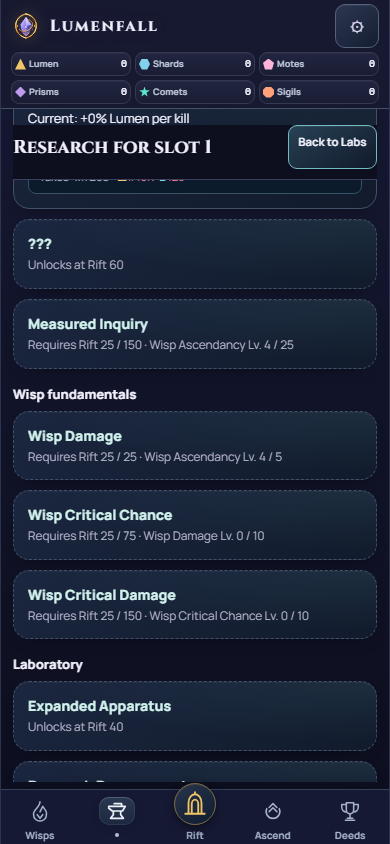 Lumenfall
Lumen 0
Shards 0
Motes 0
Prisms 0
Comets 0
Sigils 0
Current: +0% Lumen per kill
Research for slot 1
Back to Labs
???
Unlocks at Rift 60
Measured Inquiry
Requires Rift 25 / 150 · Wisp Ascendancy Lv. 4 / 25
Wisp fundamentals
Wisp Damage
Requires Rift 25 / 25 · Wisp Ascendancy Lv. 4 / 5
Wisp Critical Chance
Requires Rift 25 / 75 · Wisp Damage Lv. 0 / 10
Wisp Critical Damage
Requires Rift 25 / 150 · Wisp Critical Chance Lv. 0 / 10
Laboratory
Expanded Apparatus
Unlocks at Rift 40
Wisps
Rift
Ascend
Deeds